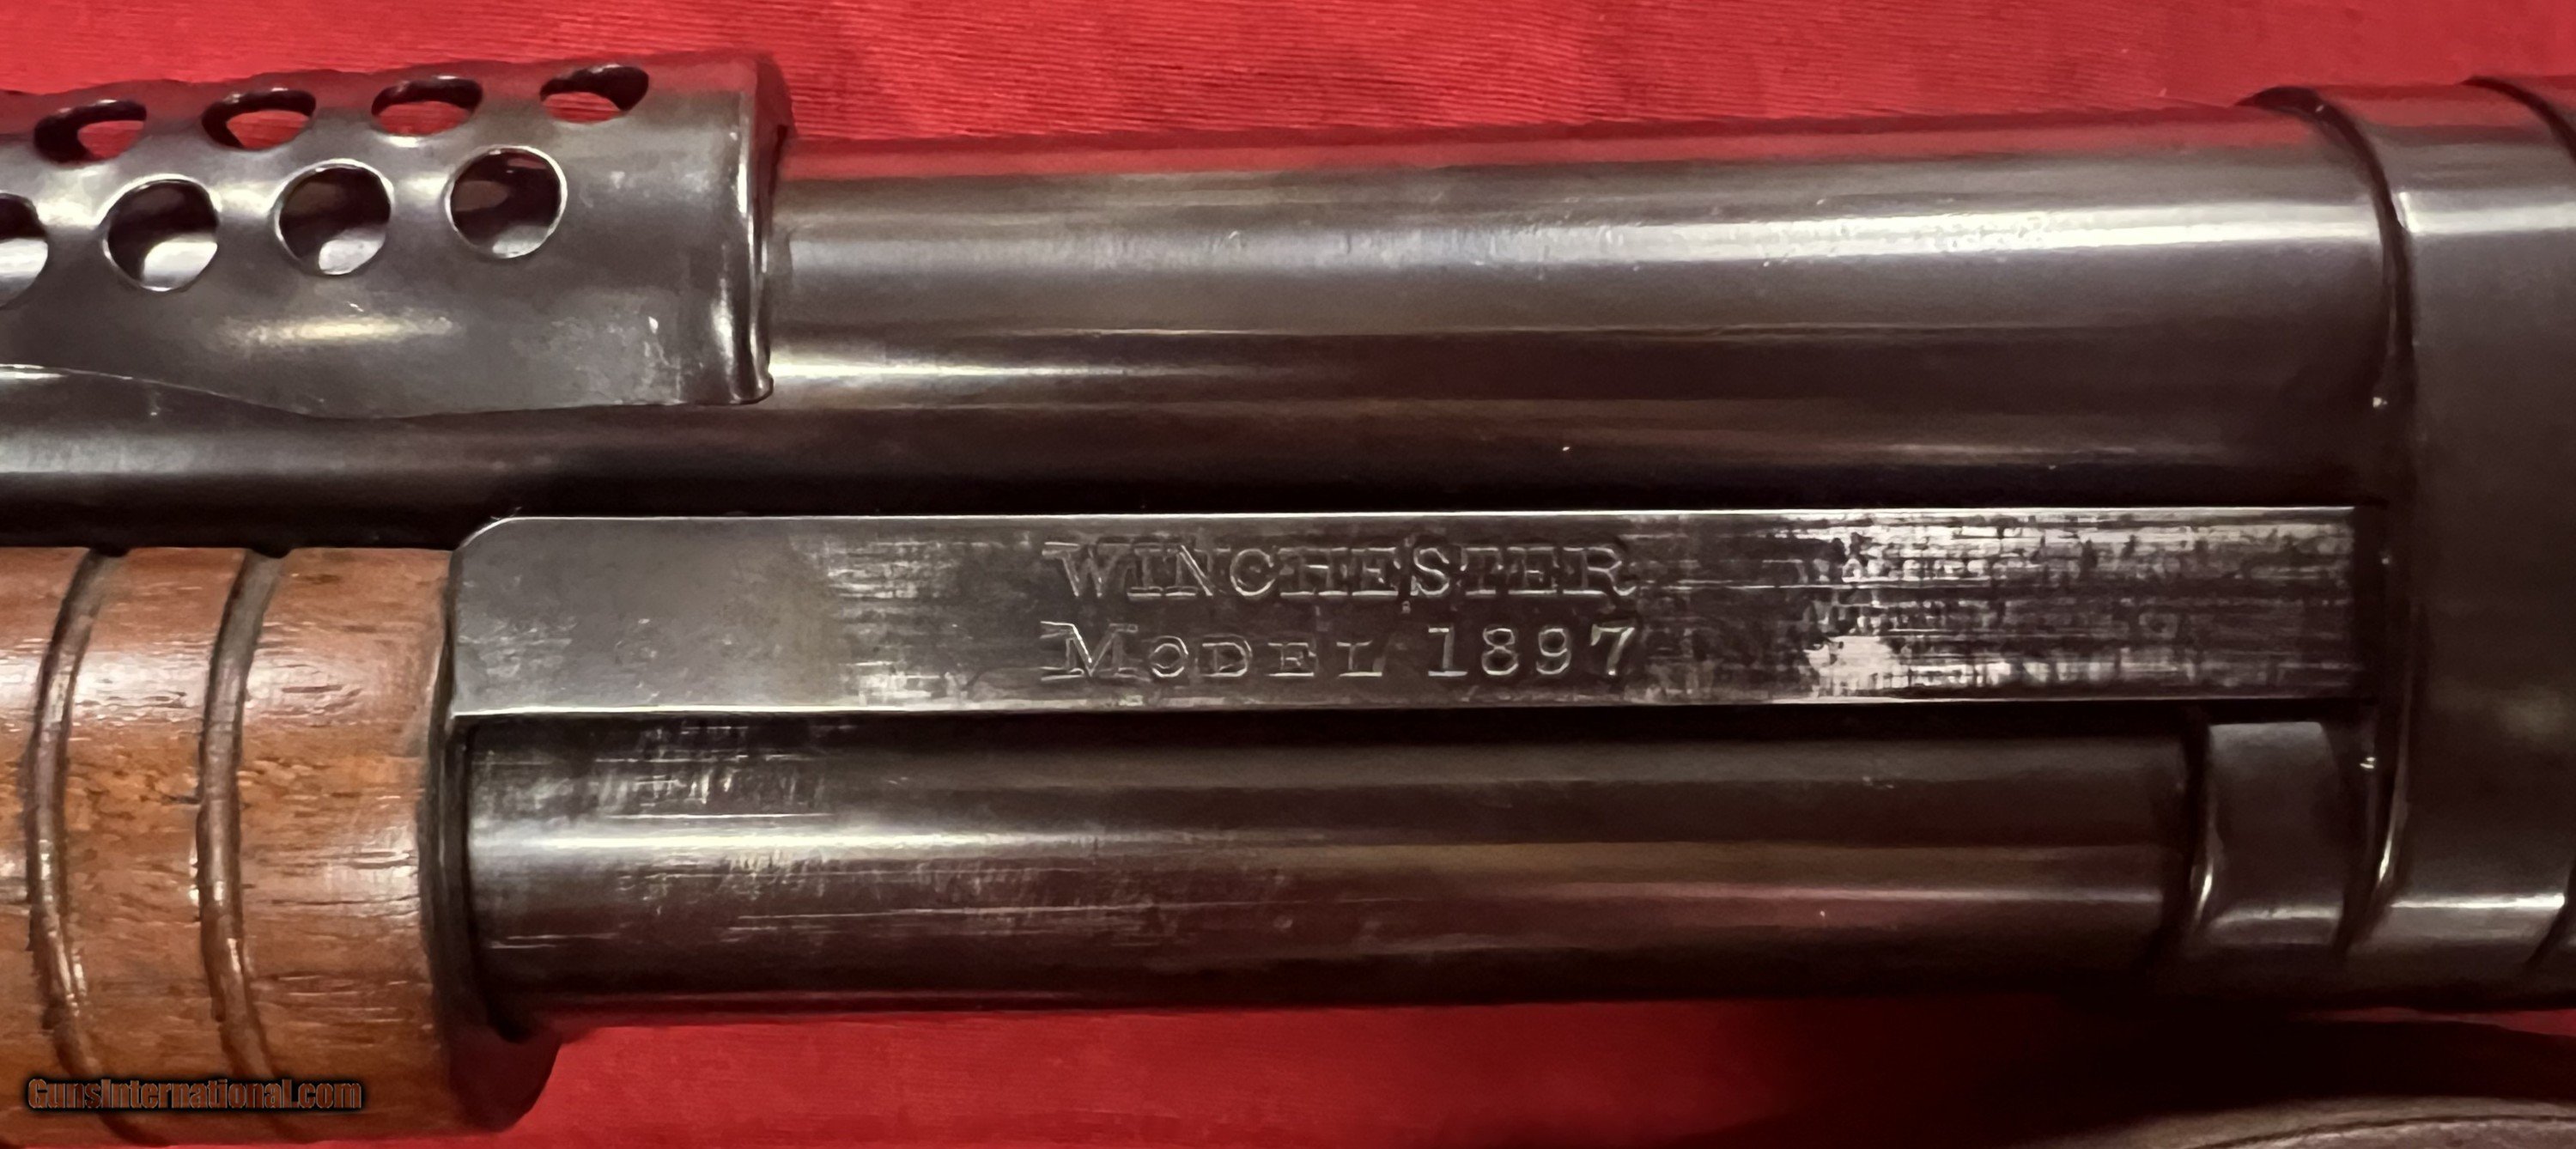 WINCHESTER
MODEL 1897
GunsInternational.com